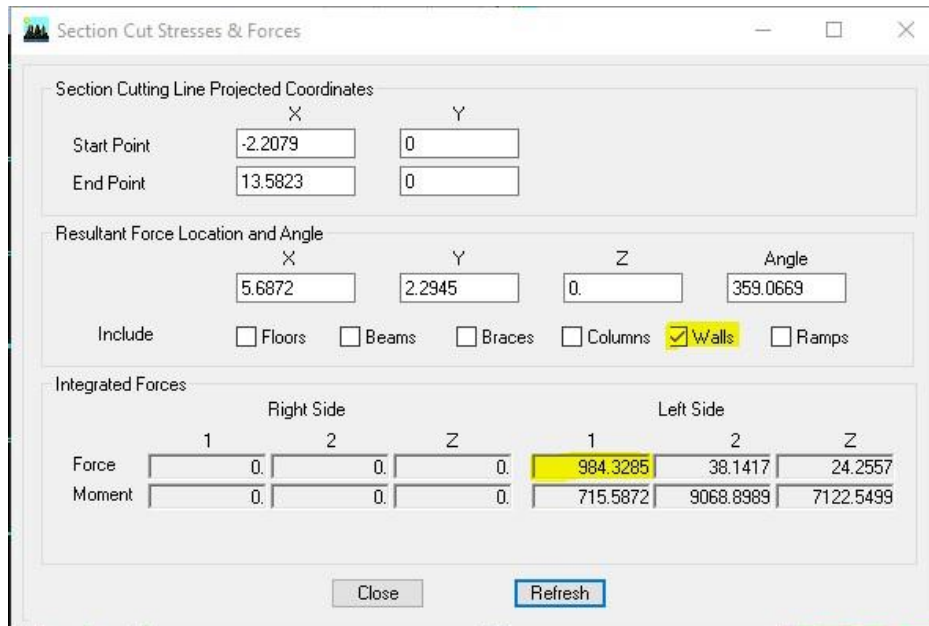 Section Cut Stresses & Forces
Section Cutting Line Projected Coordinates
X Y
Start Point -2.2079 0
End Point 13.5823 0
Resultant Force Location and Angle
X Y Z Angle
5.6872 2.2945 0. 359.0669
Include Floors Beams Braces Columns Walls Ramps
Integrated Forces
Right Side Left Side
1 2 Z 1 2 Z
Force 0. 0. 0. 984.3285 38.1417 24.2557
Moment 0. 0. 0. 715.5872 9068.8989 7122.5499
Close Refresh